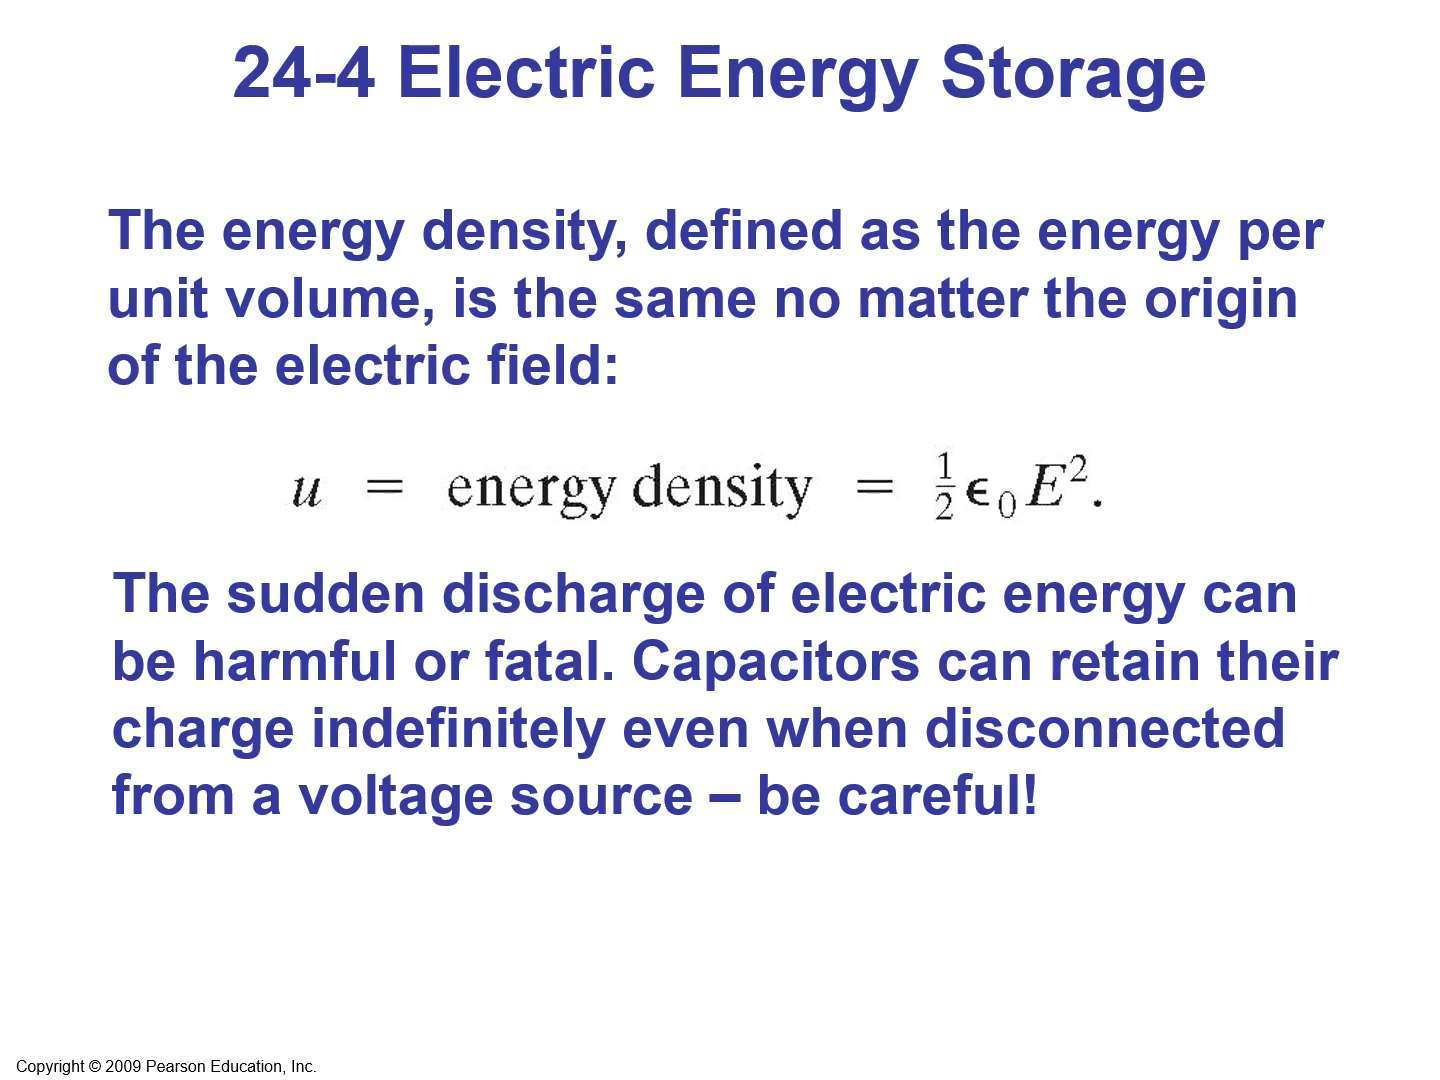 24-4 Electric Energy Storage
The energy density, defined as the energy per
unit volume, is the same no matter the origin
of the electric field:
u = energy density = ½ϵ₀E².
The sudden discharge of electric energy can
be harmful or fatal. Capacitors can retain their
charge indefinitely even when disconnected
from a voltage source – be careful!
Copyright © 2009 Pearson Education, Inc.